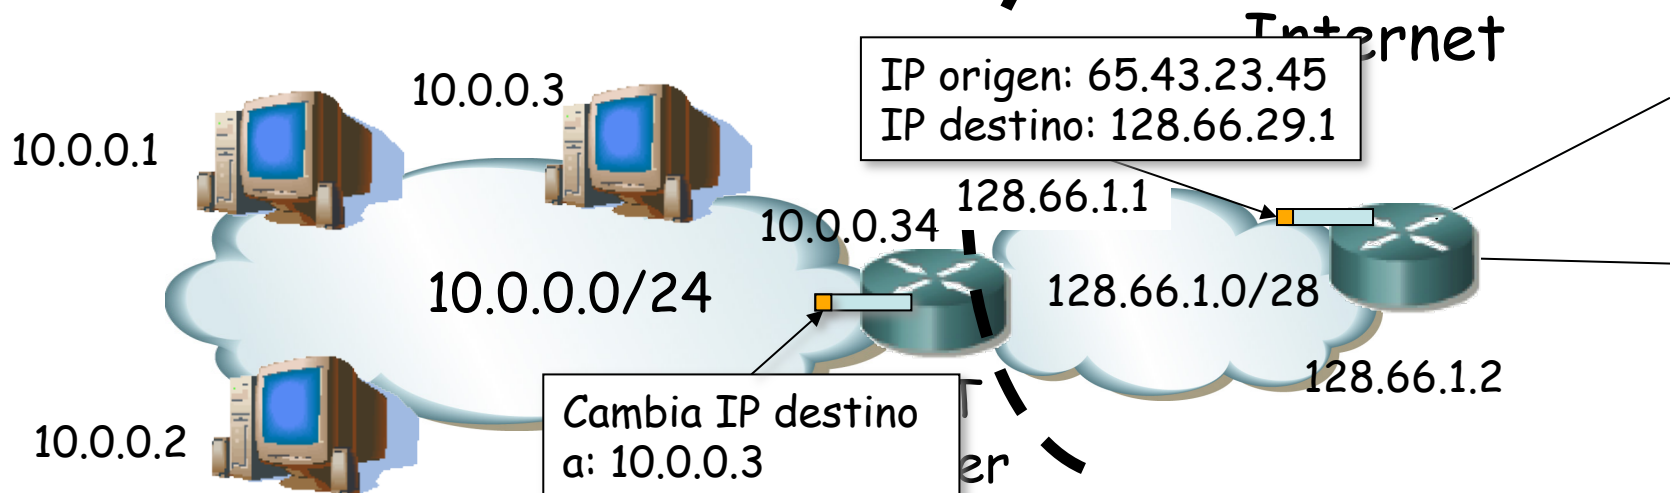 Internet
IP origen: 65.43.23.45
IP destino: 128.66.29.1
10.0.0.3
10.0.0.1
128.66.1.1
10.0.0.34
10.0.0.0/24
128.66.1.0/28
128.66.1.2
Cambia IP destino
a: 10.0.0.3
10.0.0.2